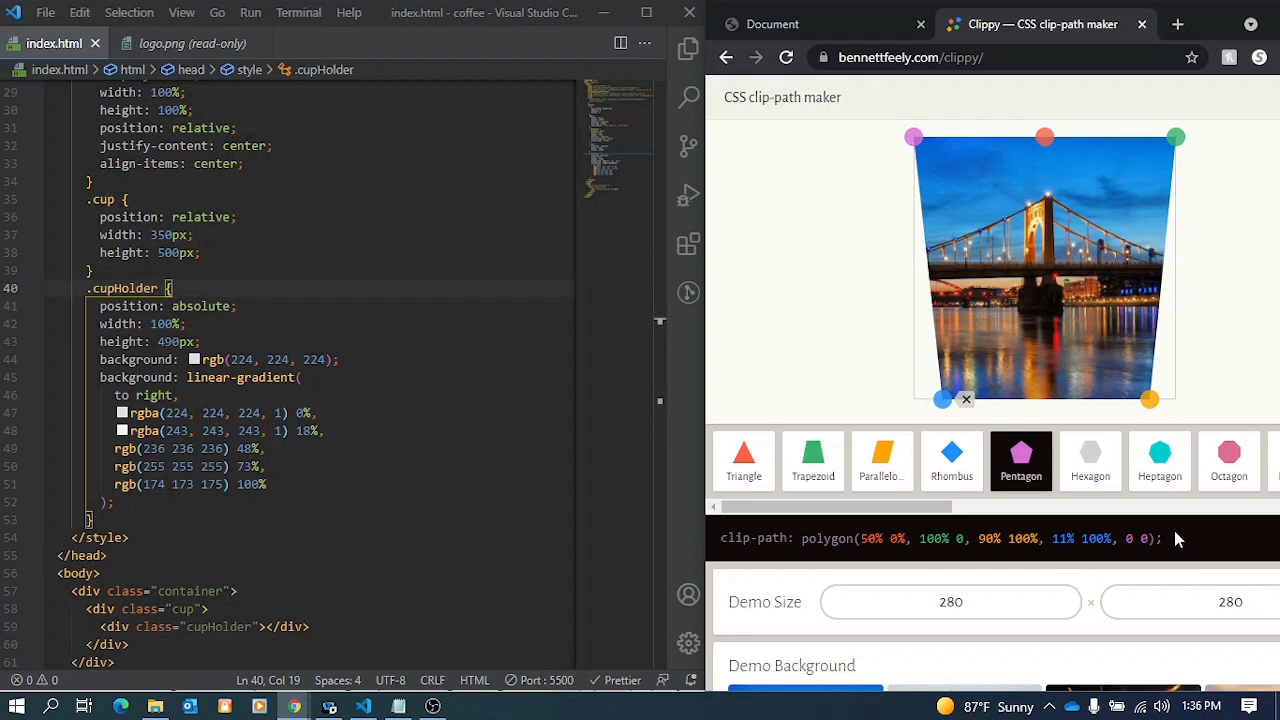 File Edit Selection View Go Run Terminal Help index.html - coffee - Visual Studio C...
index.html logo.png (read-only)
index.html > html > head > style > .cupHolder
29 width: 100%;
30 height: 100%;
31 position: relative;
32 justify-content: center;
33 align-items: center;
34 }
35 .cup {
36 position: relative;
37 width: 350px;
38 height: 500px;
39 }
40 .cupHolder {
41 position: absolute;
42 width: 100%;
43 height: 490px;
44 background: rgb(224, 224, 224);
45 background: linear-gradient(
46 to right,
47 rgba(224, 224, 224, 1) 0%,
48 rgba(243, 243, 243, 1) 18%,
49 rgb(236 236 236) 48%,
50 rgb(255 255 255) 73%,
51 rgb(174 171 175) 100%
52 );
53 }
54 </style>
55 </head>
56 <body>
57 <div class="container">
58 <div class="cup">
59 <div class="cupHolder"></div>
60 </div>
61 </div>
0 0 Ln 40, Col 19 Spaces: 4 UTF-8 CRLF HTML Port : 5500 Prettier
Document Clippy — CSS clip-path maker
bennettfeely.com/clippy/
CSS clip-path maker
Triangle Trapezoid Parallelo... Rhombus Pentagon Hexagon Heptagon Octagon
clip-path: polygon(50% 0%, 100% 0, 90% 100%, 11% 100%, 0 0);
Demo Size 280 × 280
Demo Background
87°F Sunny 1:36 PM